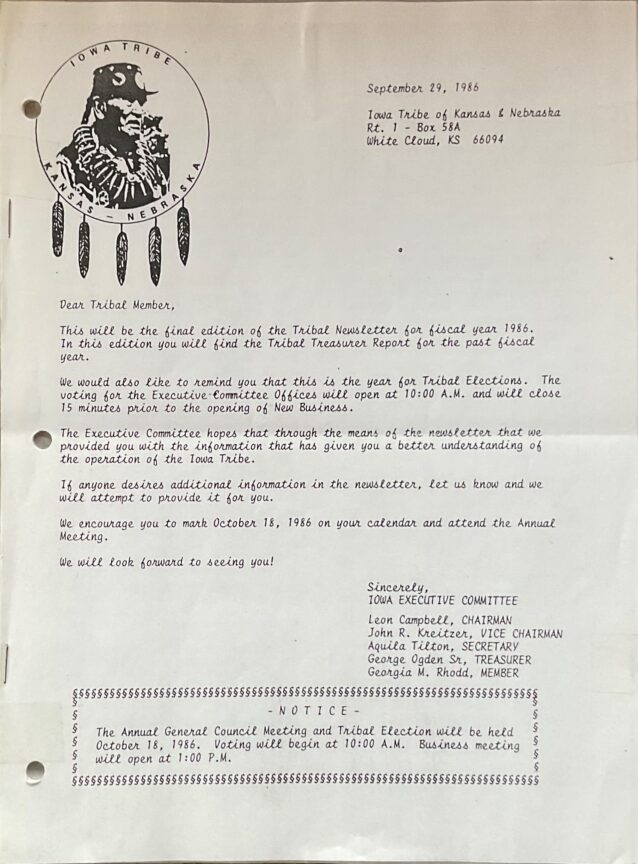 IOWA TRIBE
KANSAS - NEBRASKA
September 29, 1986
Iowa Tribe of Kansas & Nebraska
Rt. 1 - Box 58A
White Cloud, KS 66094
Dear Tribal Member,
This will be the final edition of the Tribal Newsletter for fiscal year 1986.
In this edition you will find the Tribal Treasurer Report for the past fiscal
year.
We would also like to remind you that this is the year for Tribal Elections. The
voting for the Executive Committee Offices will open at 10:00 A.M. and will close
15 minutes prior to the opening of New Business.
The Executive Committee hopes that through the means of the newsletter that we
provided you with the information that has given you a better understanding of
the operation of the Iowa Tribe.
If anyone desires additional information in the newsletter, let us know and we
will attempt to provide it for you.
We encourage you to mark October 18, 1986 on your calendar and attend the Annual
Meeting.
We will look forward to seeing you!
Sincerely,
IOWA EXECUTIVE COMMITTEE
Leon Campbell, CHAIRMAN
John R. Kreitzer, VICE CHAIRMAN
Aquila Tilton, SECRETARY
George Ogden Sr, TREASURER
Georgia M. Rhodd, MEMBER
- N O T I C E -
The Annual General Council Meeting and Tribal Election will be held
October 18, 1986. Voting will begin at 10:00 A.M. Business meeting
will open at 1:00 P.M.